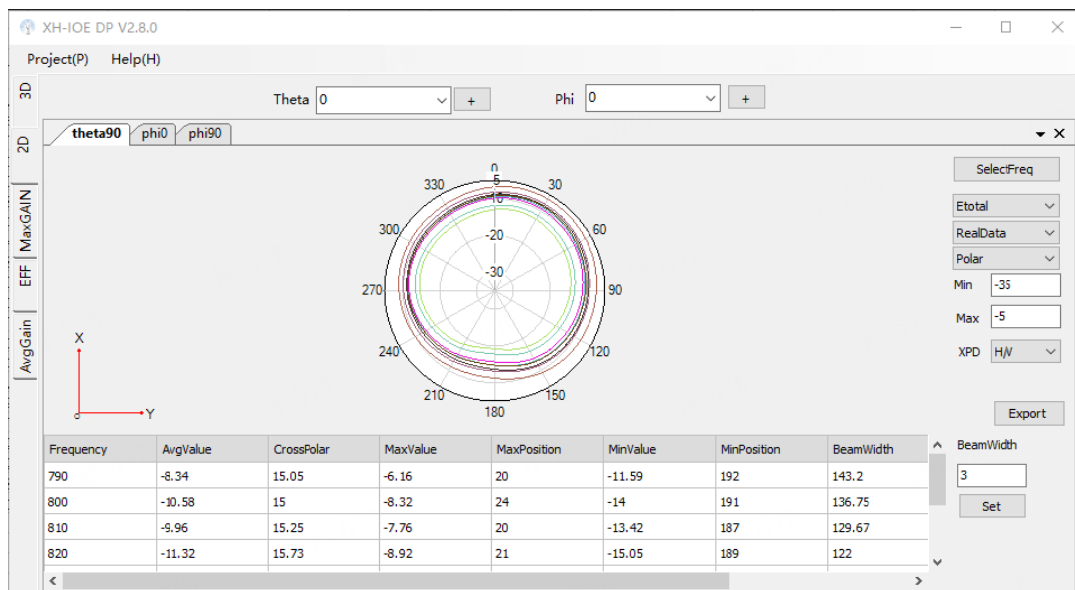 XH-IOE DP V2.8.0
Project(P) Help(H)
3D
2D
MaxGAIN
EFF
AvgGain
Theta 0 + Phi 0 +
theta90 phi0 phi90
0
5
10
-20
-30
30
60
90
120
150
180
210
240
270
300
330
X
Y
SelectFreq
Etotal
RealData
Polar
Min -35
Max -5
XPD H/V
Export
BeamWidth
3
Set
Frequency AvgValue CrossPolar MaxValue MaxPosition MinValue MinPosition BeamWidth
790 -8.34 15.05 -6.16 20 -11.59 192 143.2
800 -10.58 15 -8.32 24 -14 191 136.75
810 -9.96 15.25 -7.76 20 -13.42 187 129.67
820 -11.32 15.73 -8.92 21 -15.05 189 122